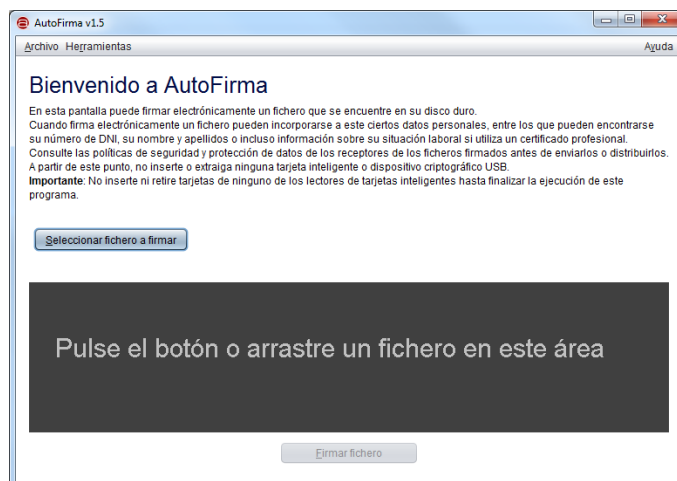 AutoFirma v1.5
Archivo Herramientas Ayuda
Bienvenido a AutoFirma
En esta pantalla puede firmar electrónicamente un fichero que se encuentre en su disco duro.
Cuando firma electrónicamente un fichero pueden incorporarse a este ciertos datos personales, entre los que pueden encontrarse
su número de DNI, su nombre y apellidos o incluso información sobre su situación laboral si utiliza un certificado profesional.
Consulte las políticas de seguridad y protección de datos de los receptores de los ficheros firmados antes de enviarlos o distribuirlos.
A partir de este punto, no inserte o extraiga ninguna tarjeta inteligente o dispositivo criptográfico USB.
Importante: No inserte ni retire tarjetas de ninguno de los lectores de tarjetas inteligentes hasta finalizar la ejecución de este
programa.
Seleccionar fichero a firmar
Pulse el botón o arrastre un fichero en este área
Firmar fichero